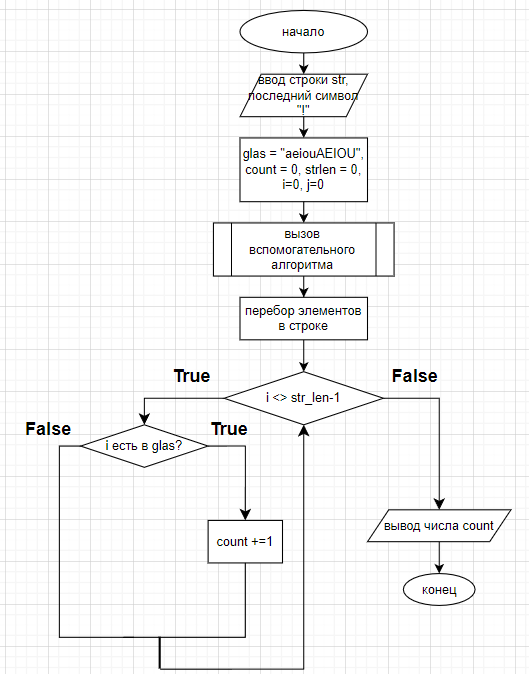 начало
ввод строки str,
последний символ
"!"
glas = "aeiouAEIOU",
count = 0, strlen = 0,
i=0, j=0
вызов
вспомогательного
алгоритма
перебор элементов
в строке
True
False
i <> str_len-1
False
True
i есть в glas?
count +=1
вывод числа count
конец